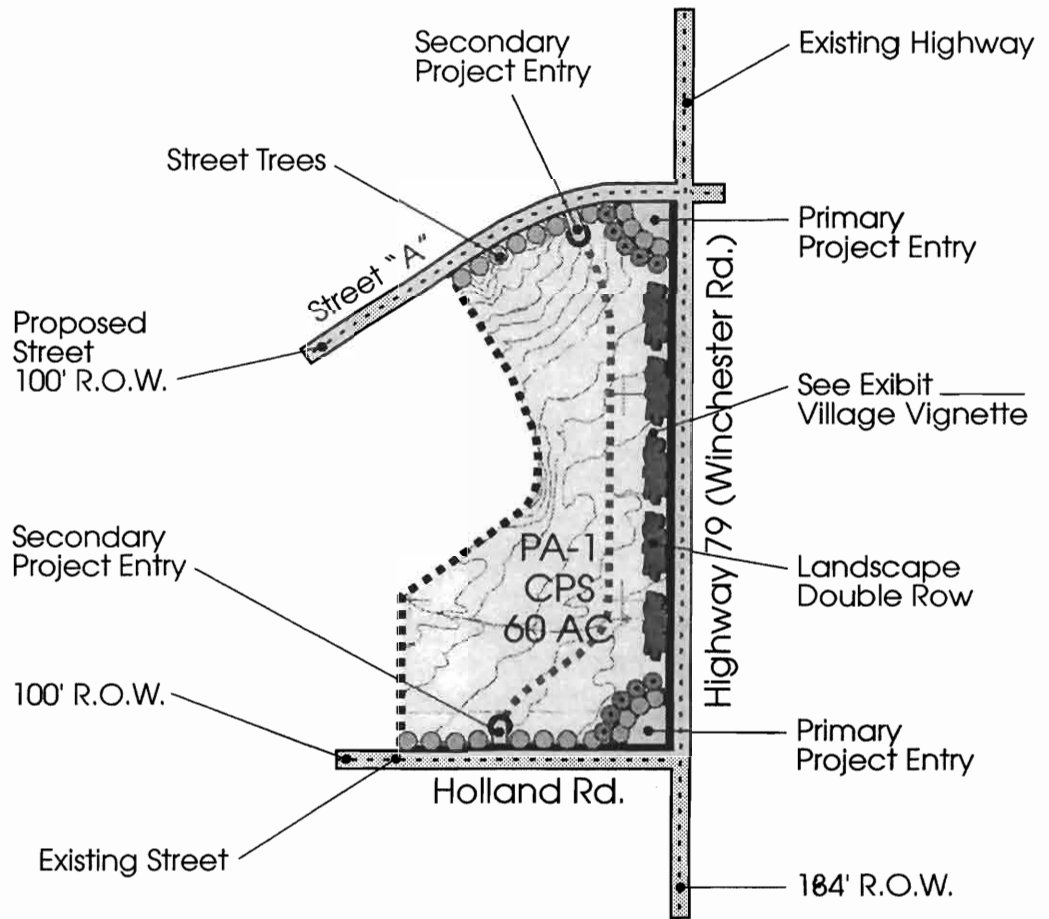 Secondary
Project Entry
Existing Highway
Street Trees
Primary
Project Entry
Street "A"
Proposed
Street
100' R.O.W.
See Exibit ______
Village Vignette
Highway 79 (Winchester Rd.)
Secondary
Project Entry
PA-1
CPS
60 AC
Landscape
Double Row
100' R.O.W.
Primary
Project Entry
Holland Rd.
Existing Street
184' R.O.W.